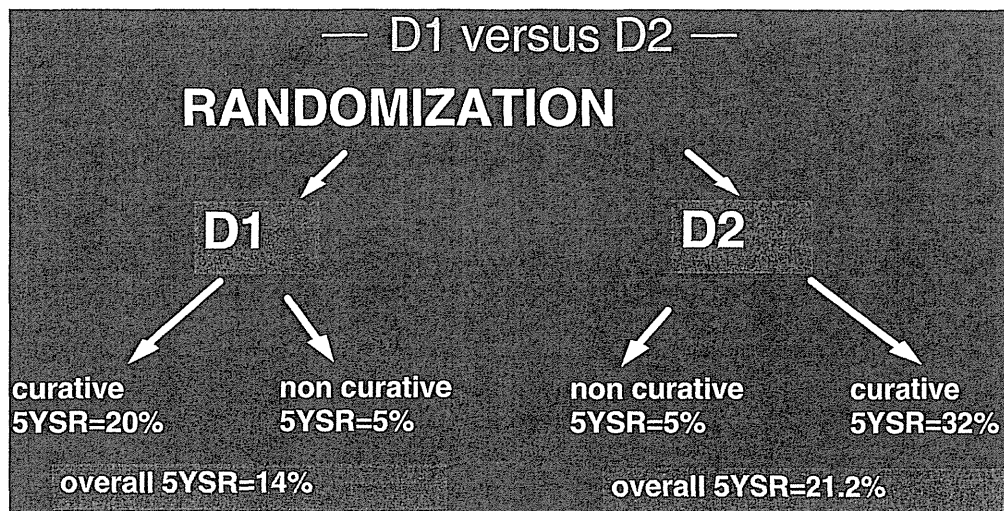 — D1 versus D2 —
RANDOMIZATION
D1
D2
curative
5YSR=20%
non curative
5YSR=5%
non curative
5YSR=5%
curative
5YSR=32%
overall 5YSR=14%
overall 5YSR=21.2%